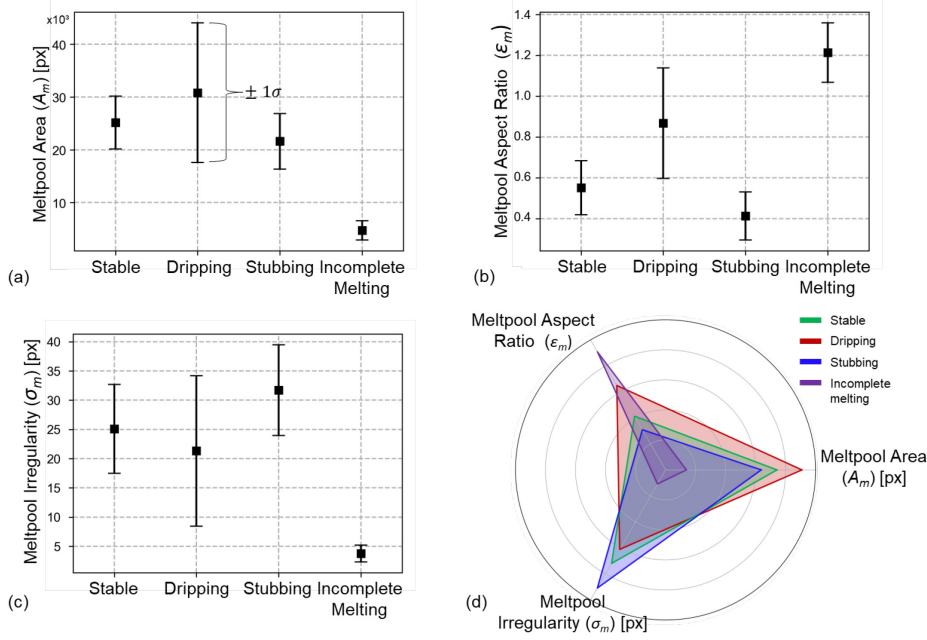 ×10³
40
30
20
10
Meltpool Area (Aₘ) [px]
± 1σ
Stable
Dripping
Stubbing
Incomplete
Melting
(a)
1.4
1.2
1.0
0.8
0.6
0.4
Meltpool Aspect Ratio (εₘ)
Stable
Dripping
Stubbing
Incomplete
Melting
(b)
40
35
30
25
20
15
10
5
Meltpool Irregularity (σₘ) [px]
Stable
Dripping
Stubbing
Incomplete
Melting
(c)
Meltpool Aspect
Ratio (εₘ)
Stable
Dripping
Stubbing
Incomplete
melting
Meltpool Area
(Aₘ) [px]
Meltpool
Irregularity (σₘ) [px]
(d)